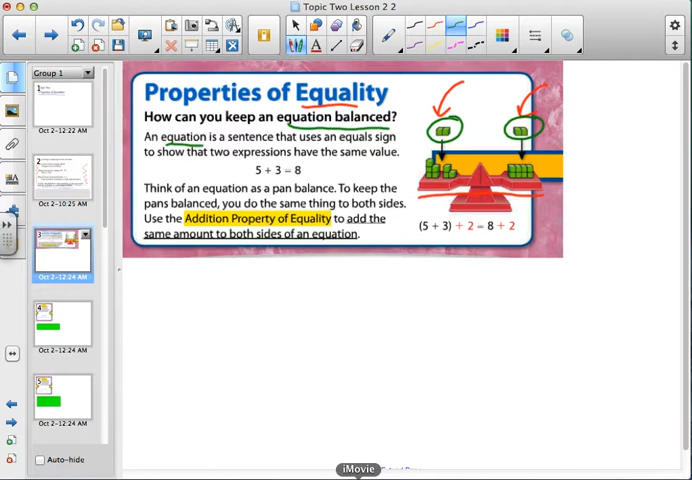 Topic Two Lesson 2 2
Group 1
Oct 2-12:22 AM
Oct 2-10:25 AM
Oct 2-12:24 AM
Oct 2-12:24 AM
Oct 2-12:24 AM
Auto-hide
Properties of Equality
How can you keep an equation balanced?
An equation is a sentence that uses an equals sign
to show that two expressions have the same value.
5 + 3 = 8
Think of an equation as a pan balance. To keep the
pans balanced, you do the same thing to both sides.
Use the Addition Property of Equality to add the
same amount to both sides of an equation.
(5 + 3) + 2 = 8 + 2
iMovie